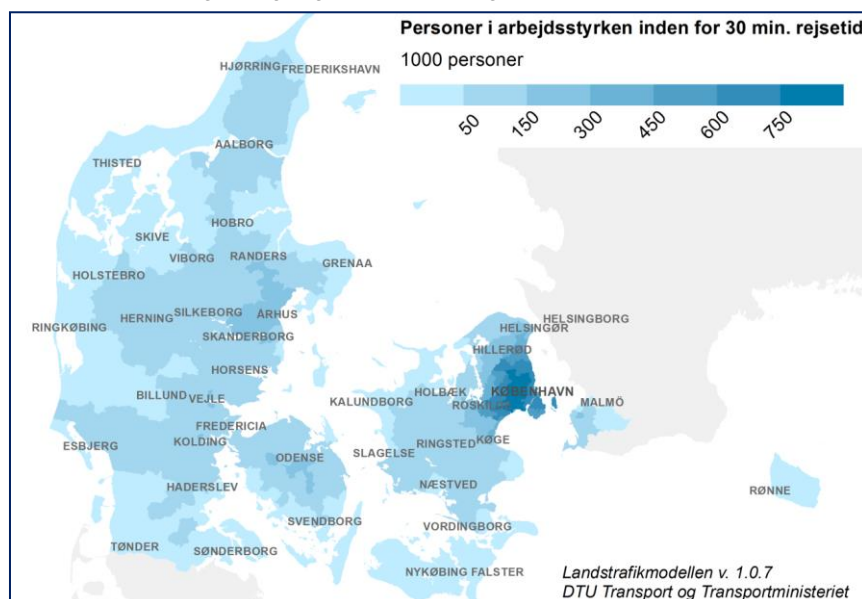 Personer i arbejdsstyrken inden for 30 min. rejsetid
1000 personer
50 150 300 450 600 750
HJØRRING
FREDERIKSHAVN
AALBORG
THISTED
HOBRO
SKIVE
VIBORG
RANDERS
GRENAA
HOLSTEBRO
RINGKØBING
HERNING
SILKEBORG
ÅRHUS
SKANDERBORG
HELSINGBORG
HELSINGØR
HILLERØD
HORSENS
BILLUND
VEJLE
KALUNDBORG
HOLBÆK
KØBENHAVN
ROSKILDE
MALMÖ
FREDERICIA
ESBJERG
KOLDING
ODENSE
SLAGELSE
RINGSTED
KØGE
HADERSLEV
NÆSTVED
RØNNE
SVENDBORG
VORDINGBORG
TØNDER
SØNDERBORG
NYKØBING FALSTER
Landstrafikmodellen v. 1.0.7
DTU Transport og Transportministeriet